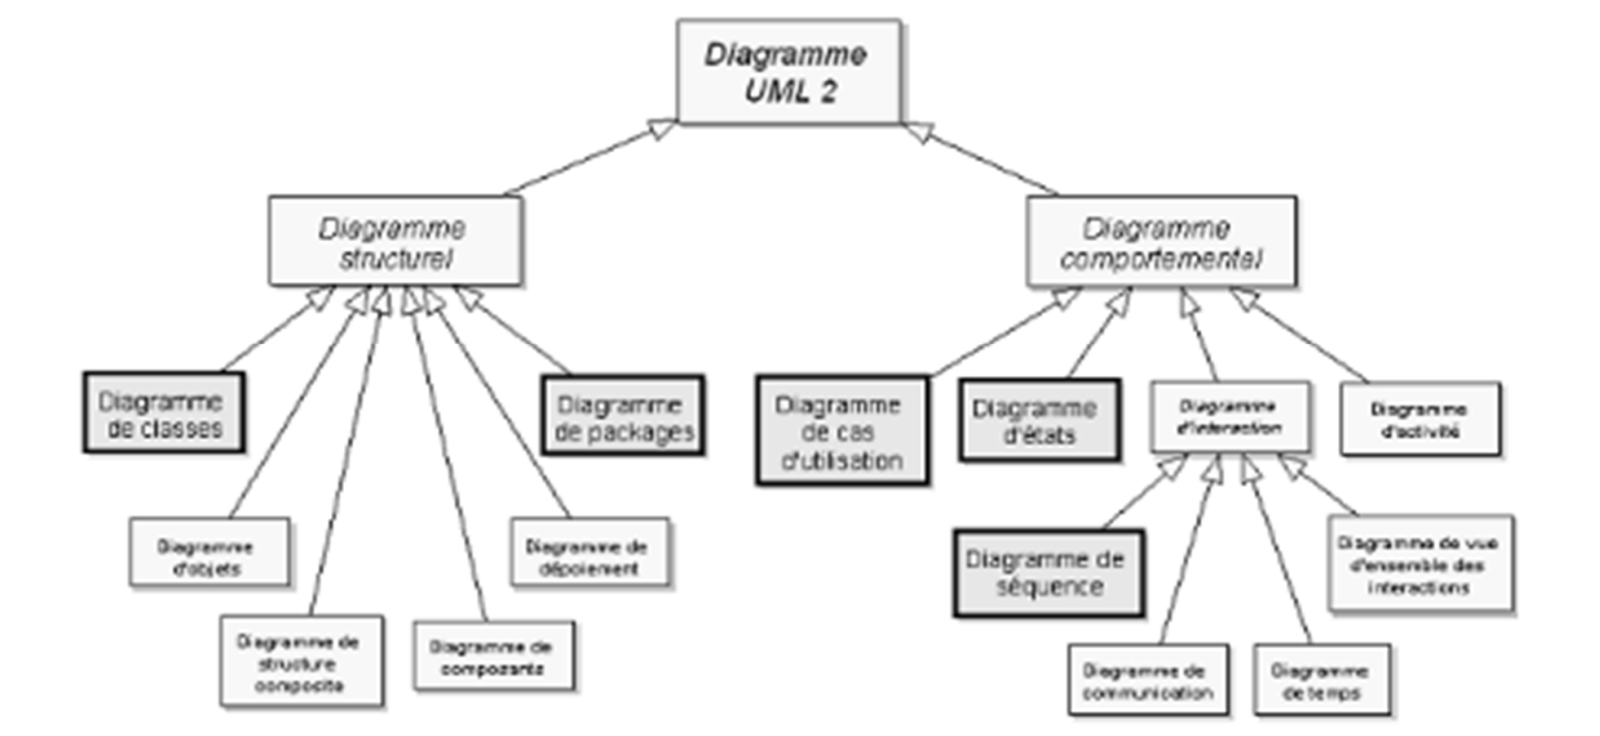 Diagramme
UML 2
Diagramme
structurel
Diagramme
comportemental
Diagramme
de classes
Diagramme
de packages
Diagramme
de cas
d'utilisation
Diagramme
d'états
Diagramme
d'interaction
Diagramme
d'activité
Diagramme
d'objets
Diagramme de
déploiement
Diagramme de
séquence
Diagramme de vue
d'ensemble des
interactions
Diagramme de
structure
composite
Diagramme de
composants
Diagramme de
communication
Diagramme
de temps